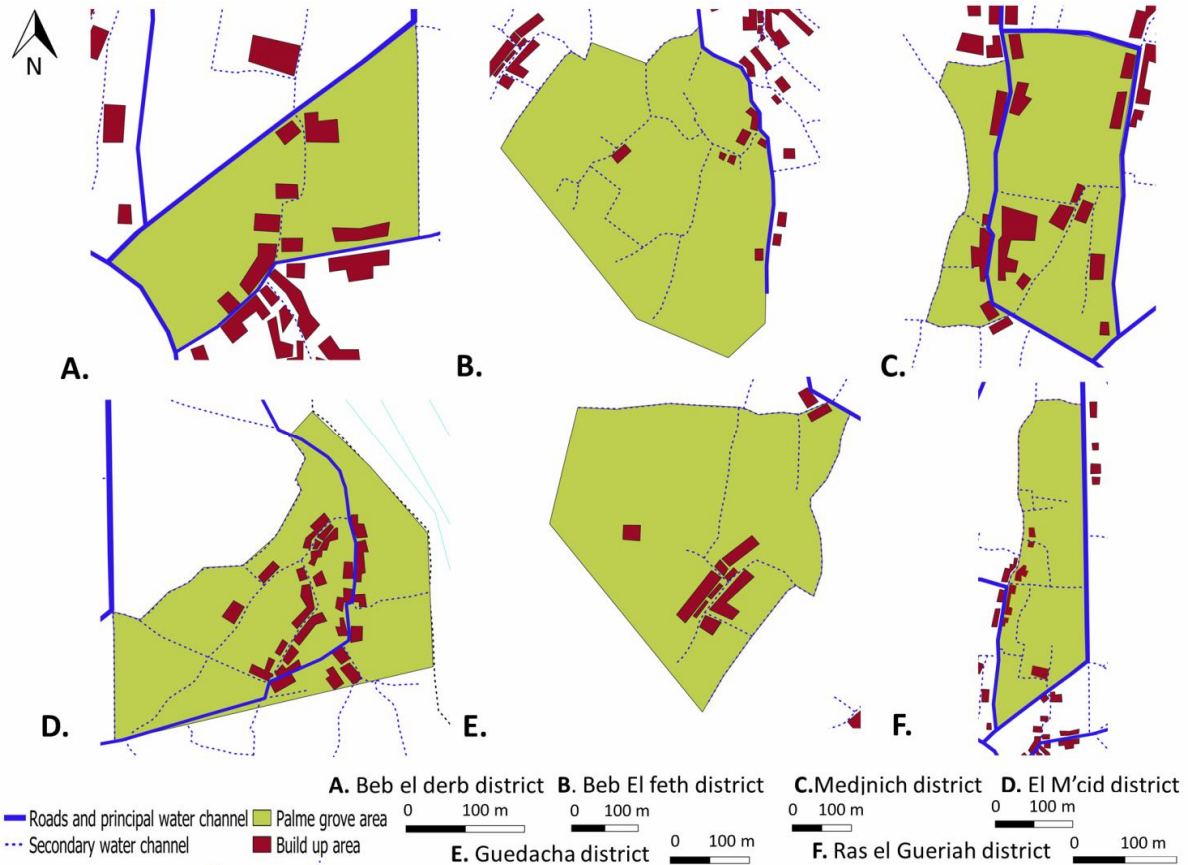 N
A.
B.
C.
D.
E.
F.
A. Beb el derb district
B. Beb El feth district
C.Medjnich district
D. El M'cid district
0 100 m
0 100 m
0 100 m
0 100 m
Roads and principal water channel
Palme grove area
Secondary water channel
Build up area
E. Guedacha district
0 100 m
F. Ras el Gueriah district
0 100 m